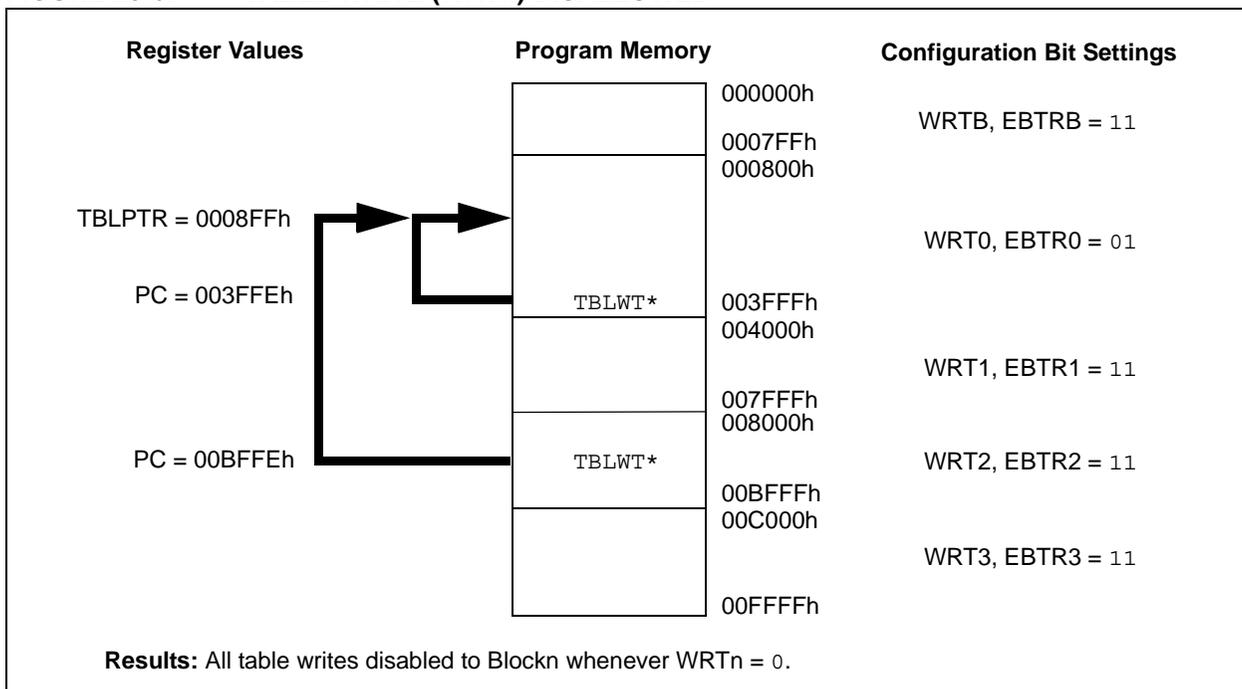 Register Values Program Memory Configuration Bit Settings
000000h
WRTB, EBTRB = 11
0007FFh
000800h
TBLPTR = 0008FFh
WRT0, EBTR0 = 01
PC = 003FFEh TBLWT* 003FFFh
004000h
WRT1, EBTR1 = 11
007FFFh
008000h
PC = 00BFFEh TBLWT* WRT2, EBTR2 = 11
00BFFFh
00C000h
WRT3, EBTR3 = 11
00FFFFh
Results: All table writes disabled to Blockn whenever WRTn = 0.